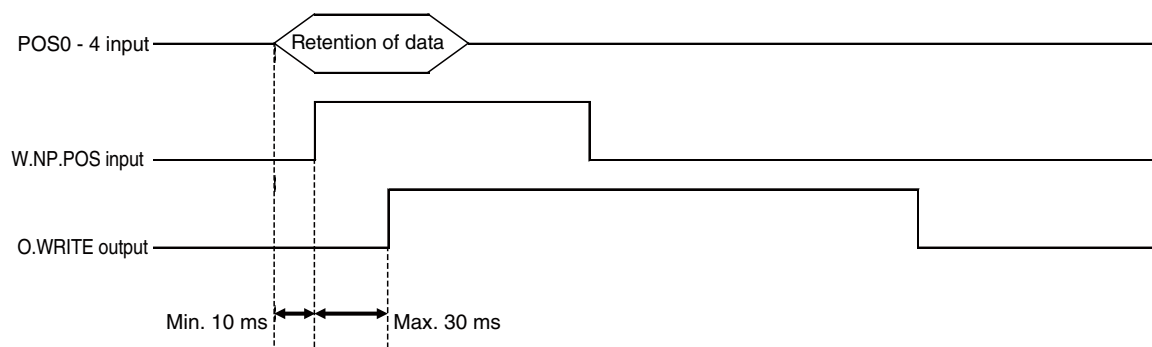 POS0 - 4 input
Retention of data
W.NP.POS input
O.WRITE output
Min. 10 ms
Max. 30 ms